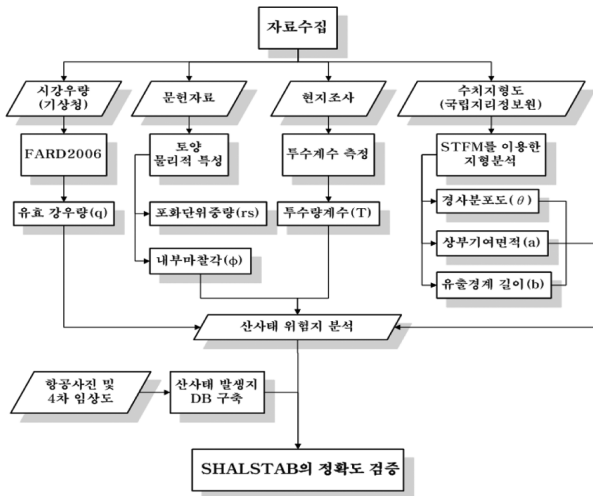 자료수집
시강우량
(기상청)
문헌자료
현지조사
수치지형도
(국립지리정보원)
FARD2006
토양
물리적 특성
투수계수 측정
STFM를 이용한
지형분석
유효 강우량(q)
포화단위중량(rs)
투수량계수(T)
경사분포도(θ)
내부마찰각(φ)
상부기여면적(a)
유출경계 길이(b)
산사태 위험지 분석
항공사진 및
4차 임상도
산사태 발생지
DB 구축
SHALSTAB의 정확도 검증